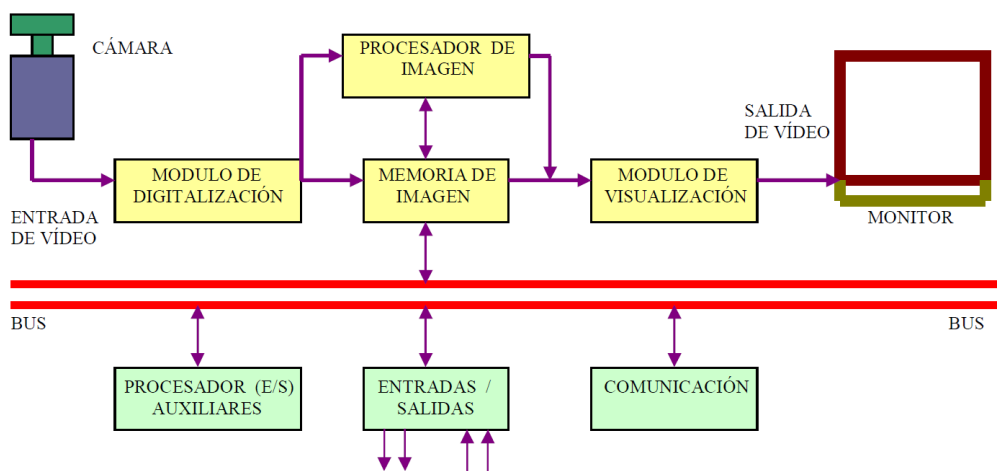 CÁMARA
PROCESADOR DE
IMAGEN
SALIDA
DE VÍDEO
MODULO DE
DIGITALIZACIÓN
MEMORIA DE
IMAGEN
MODULO DE
VISUALIZACIÓN
ENTRADA
DE VÍDEO
MONITOR
BUS
BUS
PROCESADOR (E/S)
AUXILIARES
ENTRADAS /
SALIDAS
COMUNICACIÓN